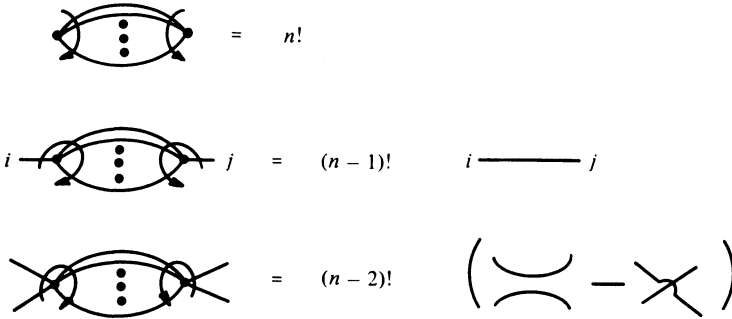 = n!
i j = (n – 1)! i j
= (n – 2)! ( – )